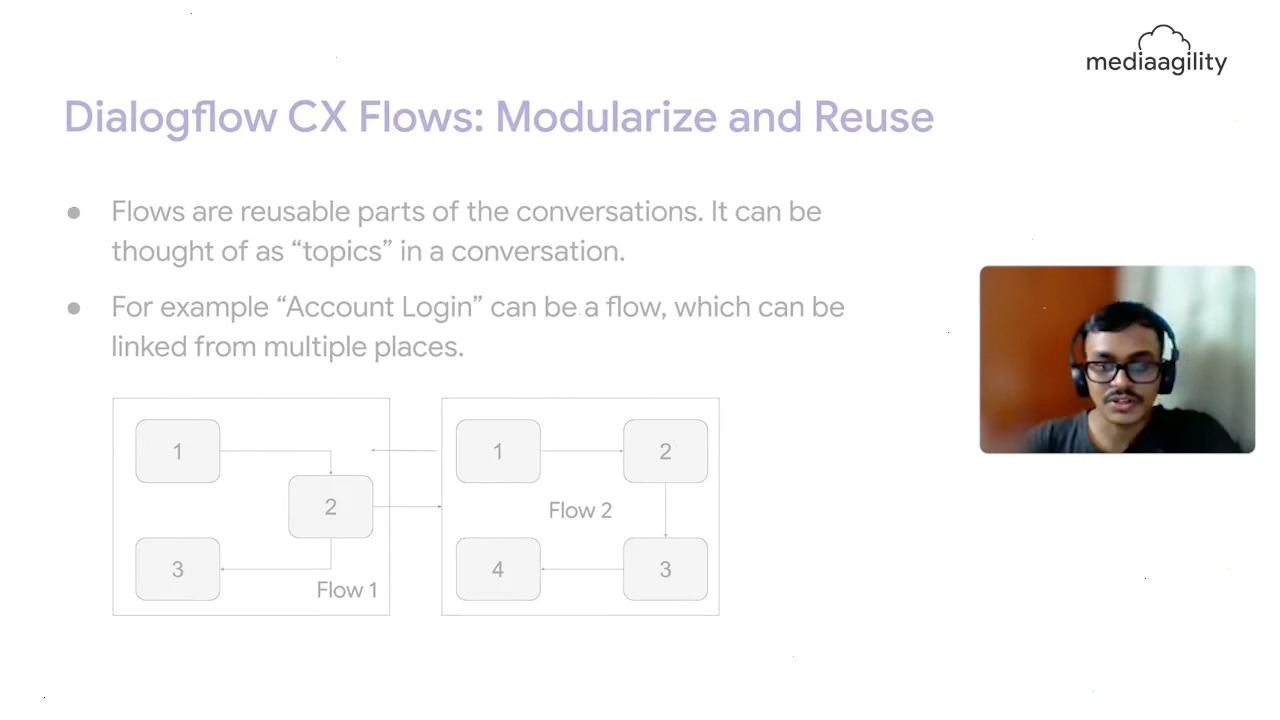 mediaagility
Dialogflow CX Flows: Modularize and Reuse
● Flows are reusable parts of the conversations. It can be
thought of as “topics” in a conversation.
● For example “Account Login” can be a flow, which can be
linked from multiple places.
1
2
3
Flow 1
1
2
Flow 2
4
3